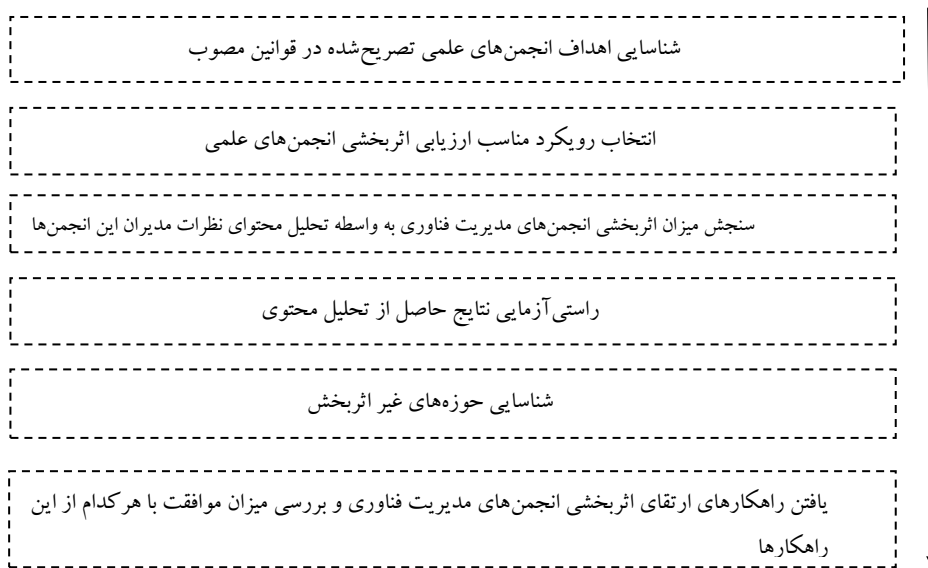 شناسایی اهداف انجمن‌های علمی تصریح‌شده در قوانین مصوب
انتخاب رویکرد مناسب ارزیابی اثربخشی انجمن‌های علمی
سنجش میزان اثربخشی انجمن‌های مدیریت فناوری به واسطه تحلیل محتوای نظرات مدیران این انجمن‌ها
راستی‌آزمایی نتایج حاصل از تحلیل محتوی
شناسایی حوزه‌های غیر اثربخش
یافتن راهکارهای ارتقای اثربخشی انجمن‌های مدیریت فناوری و بررسی میزان موافقت با هرکدام از این
راهکارها